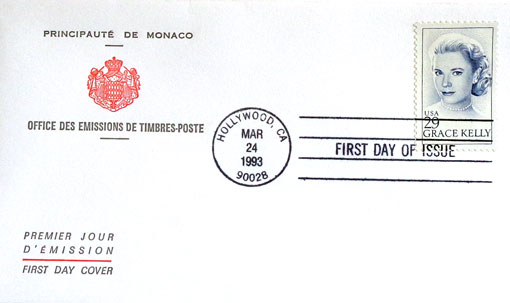 PRINCIPAUTÉ DE MONACO
OFFICE DES EMISSIONS DE TIMBRES-POSTE
USA
29
GRACE KELLY
HOLLYWOOD, CA
MAR
24
1993
90028
FIRST DAY OF ISSUE
PREMIER JOUR
D'ÉMISSION
FIRST DAY COVER